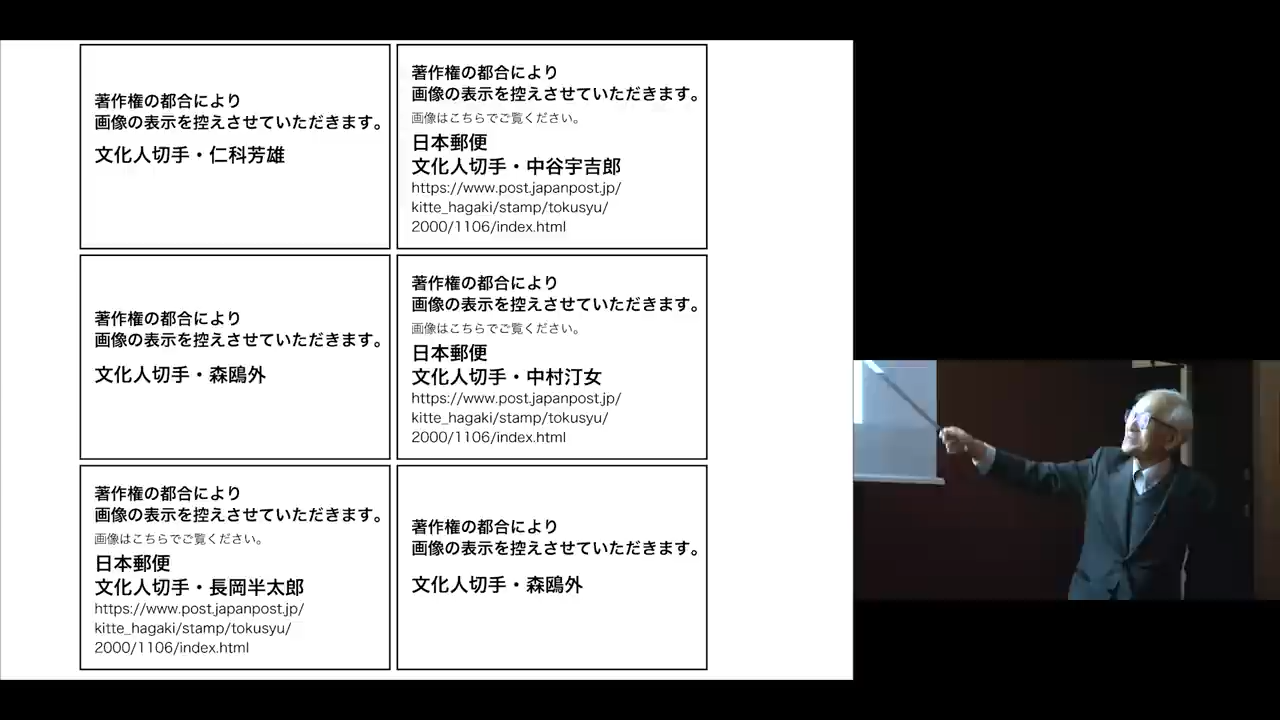 著作権の都合により
画像の表示を控えさせていただきます。
文化人切手・仁科芳雄
著作権の都合により
画像の表示を控えさせていただきます。
画像はこちらでご覧ください。
日本郵便
文化人切手・中谷宇吉郎
https://www.post.japanpost.jp/
kitte_hagaki/stamp/tokusyu/
2000/1106/index.html
著作権の都合により
画像の表示を控えさせていただきます。
文化人切手・森鴎外
著作権の都合により
画像の表示を控えさせていただきます。
画像はこちらでご覧ください。
日本郵便
文化人切手・中村汀女
https://www.post.japanpost.jp/
kitte_hagaki/stamp/tokusyu/
2000/1106/index.html
著作権の都合により
画像の表示を控えさせていただきます。
画像はこちらでご覧ください。
日本郵便
文化人切手・長岡半太郎
https://www.post.japanpost.jp/
kitte_hagaki/stamp/tokusyu/
2000/1106/index.html
著作権の都合により
画像の表示を控えさせていただきます。
文化人切手・森鴎外